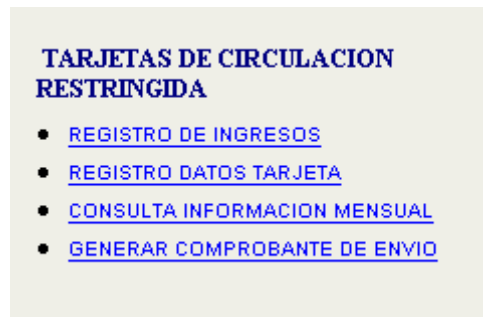 TARJETAS DE CIRCULACION
RESTRINGIDA
REGISTRO DE INGRESOS
REGISTRO DATOS TARJETA
CONSULTA INFORMACION MENSUAL
GENERAR COMPROBANTE DE ENVIO